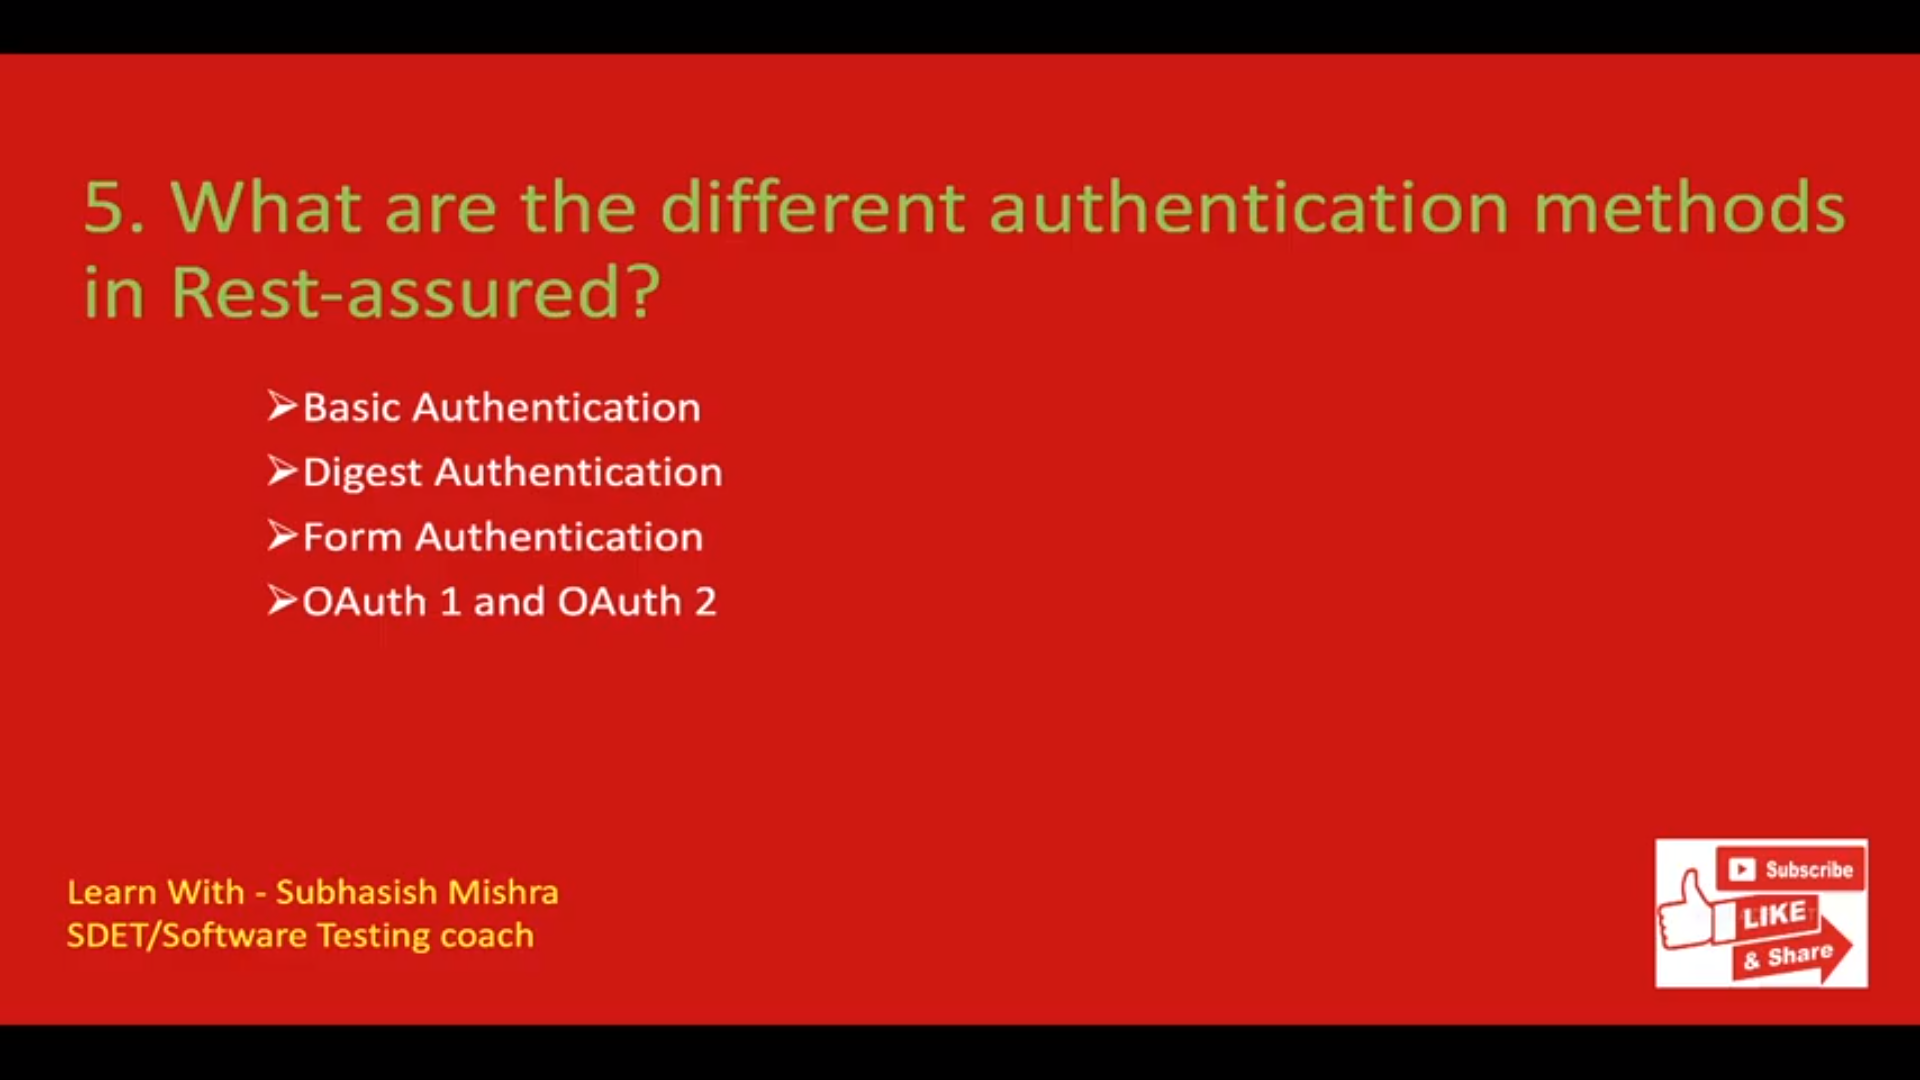 5. What are the different authentication methods
in Rest-assured?
➢Basic Authentication
➢Digest Authentication
➢Form Authentication
➢OAuth 1 and OAuth 2
Learn With - Subhasish Mishra
SDET/Software Testing coach
Subscribe
LIKE
& Share